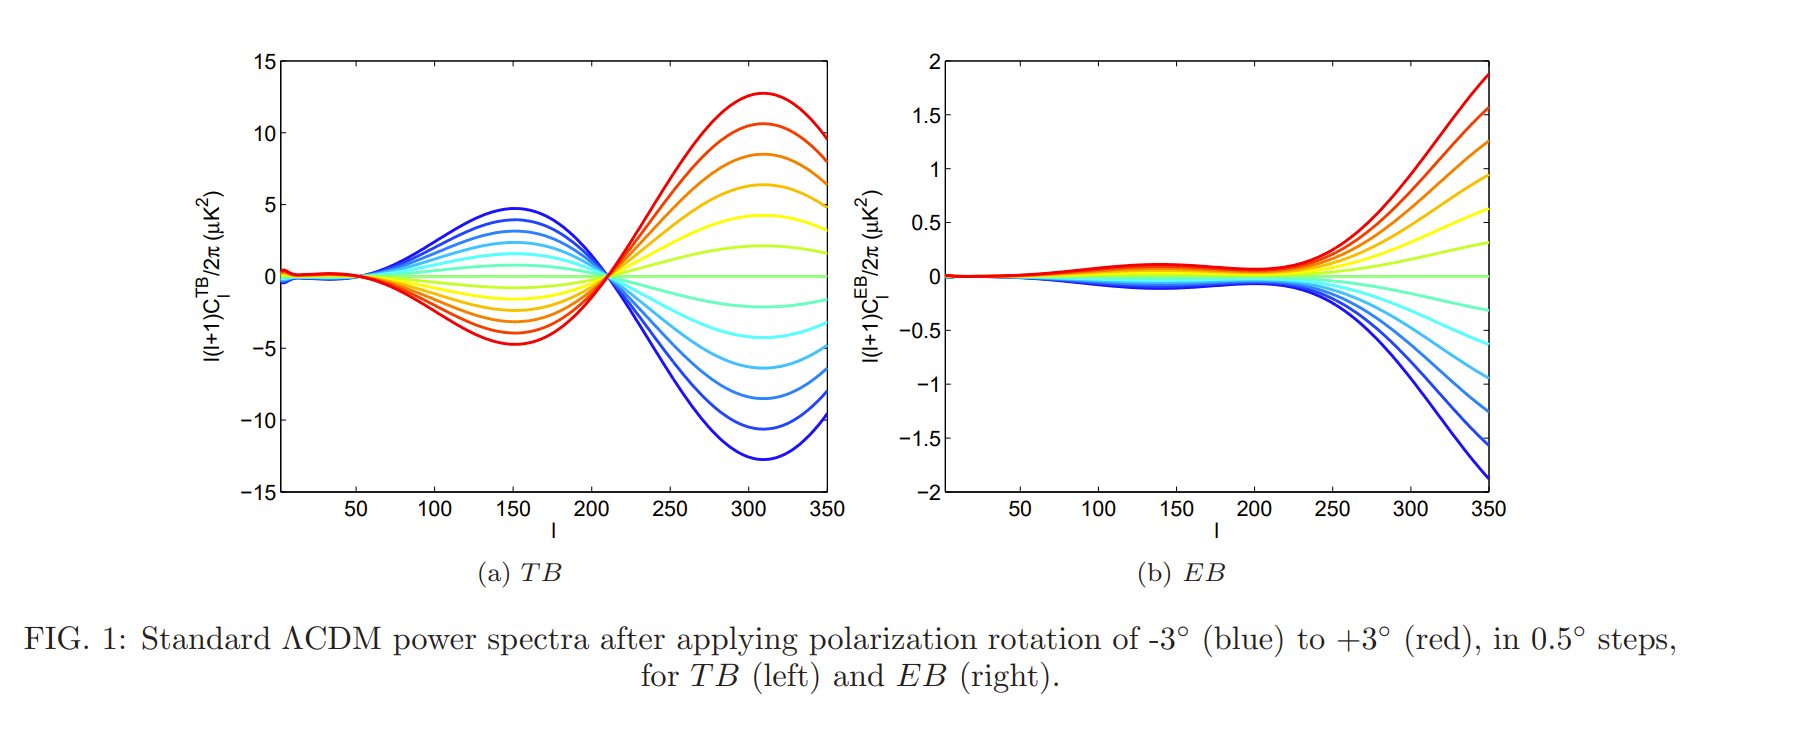 15
10
5
0
−5
−10
−15
50 100 150 200 250 300 350
l
l(l+1)C_l^{TB}/2π (μK²)
(a) TB
2
1.5
1
0.5
0
−0.5
−1
−1.5
−2
50 100 150 200 250 300 350
l
l(l+1)C_l^{EB}/2π (μK²)
(b) EB
FIG. 1: Standard ΛCDM power spectra after applying polarization rotation of -3° (blue) to +3° (red), in 0.5° steps,
for TB (left) and EB (right).